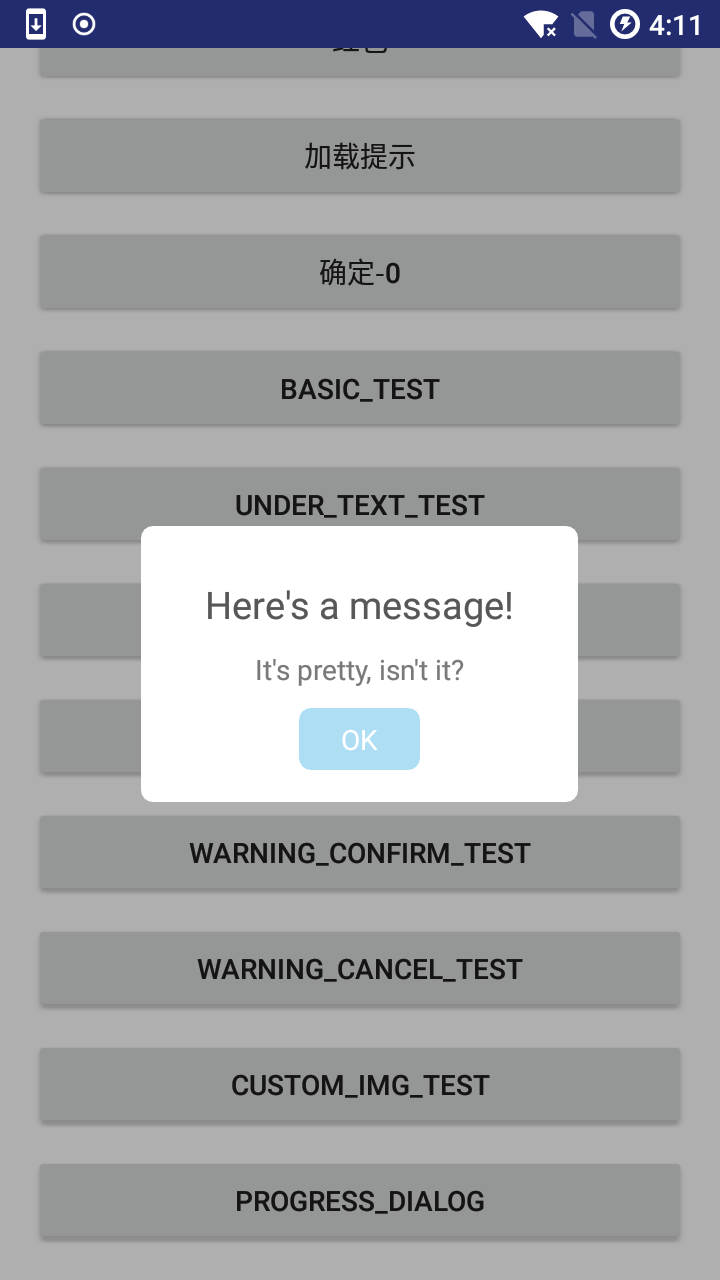 4:11
加载提示
确定-0
BASIC_TEST
UNDER_TEXT_TEST
Here's a message!
It's pretty, isn't it?
OK
WARNING_CONFIRM_TEST
WARNING_CANCEL_TEST
CUSTOM_IMG_TEST
PROGRESS_DIALOG